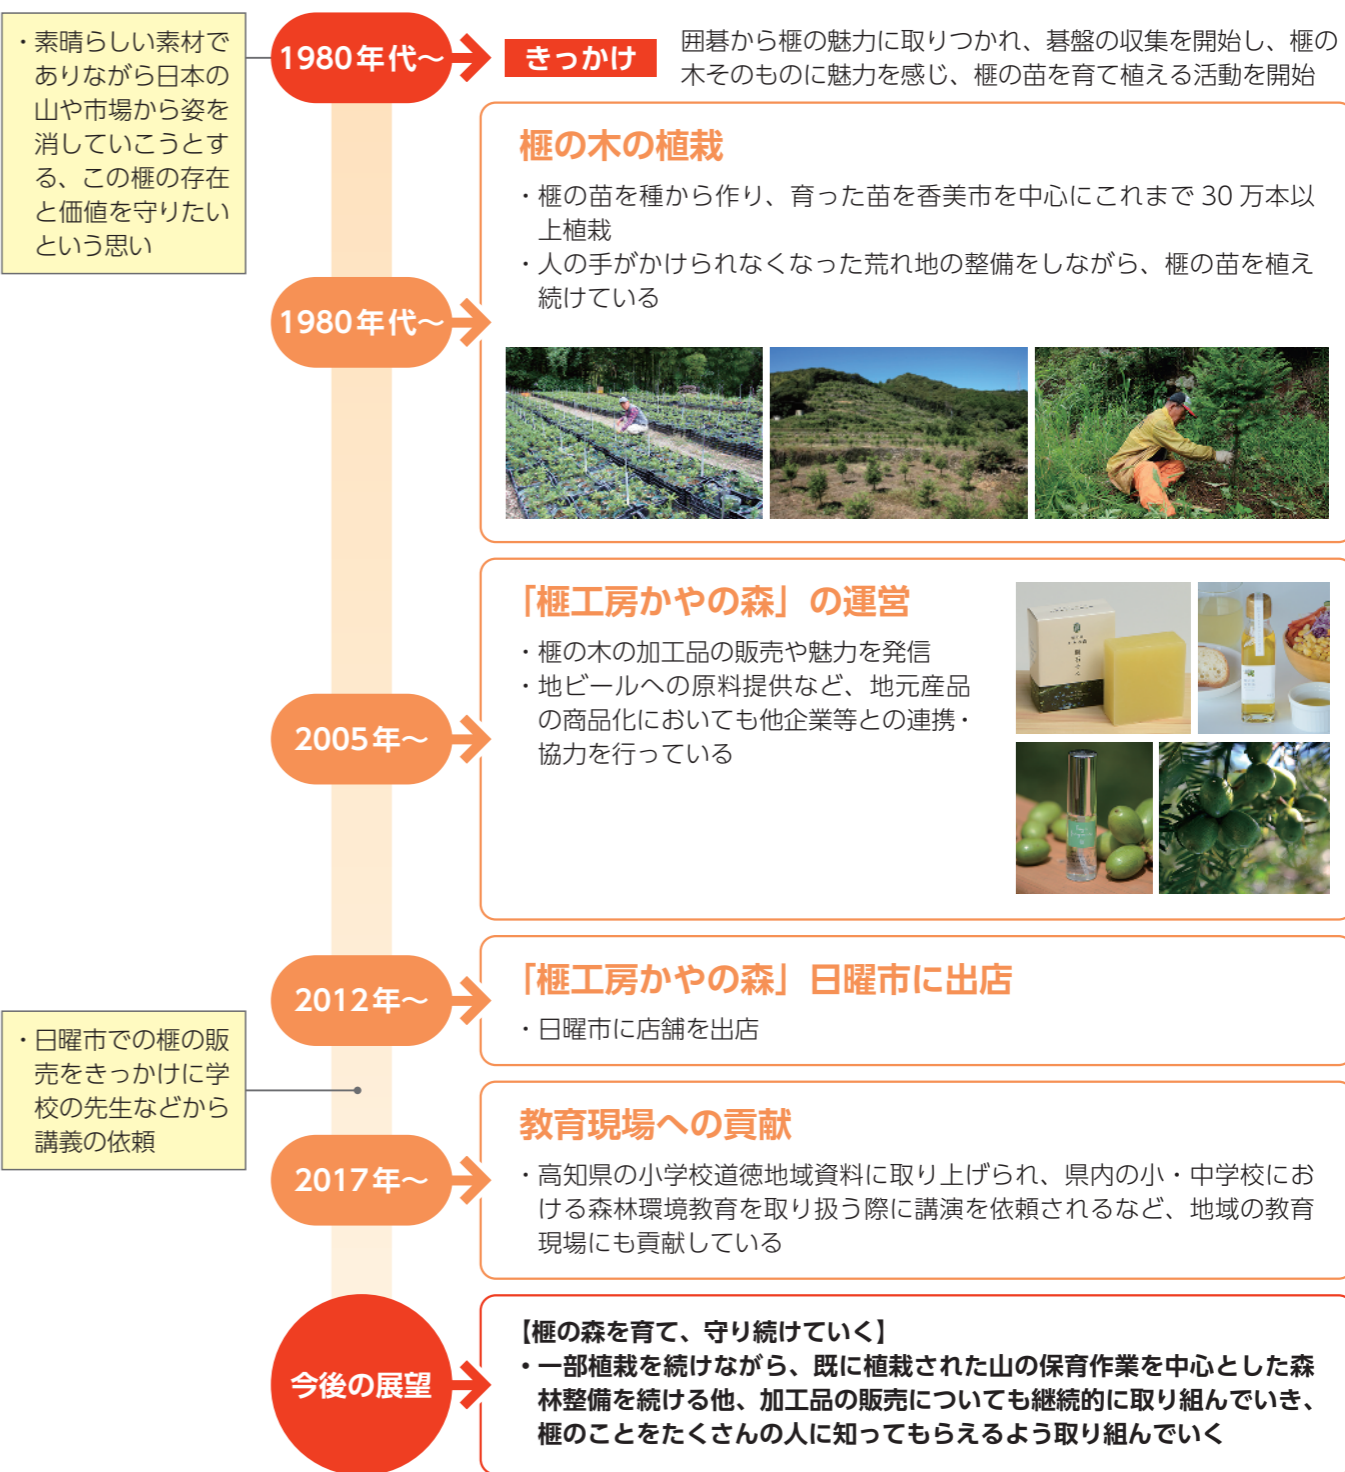 ・素晴らしい素材で
ありながら日本の
山や市場から姿を
消していこうとす
る、この榧の存在
と価値を守りたい
という思い
1980年代～
きっかけ
囲碁から榧の魅力に取りつかれ、碁盤の収集を開始し、榧の
木そのものに魅力を感じ、榧の苗を育て植える活動を開始
1980年代～
榧の木の植栽
・榧の苗を種から作り、育った苗を香美市を中心にこれまで 30 万本以
上植栽
・人の手がかけられなくなった荒れ地の整備をしながら、榧の苗を植え
続けている
2005年～
「榧工房かやの森」の運営
・榧の木の加工品の販売や魅力を発信
・地ビールへの原料提供など、地元産品
の商品化においても他企業等との連携・
協力を行っている
2012年～
「榧工房かやの森」日曜市に出店
・日曜市に店舗を出店
・日曜市での榧の販
売をきっかけに学
校の先生などから
講義の依頼
2017年～
教育現場への貢献
・高知県の小学校道徳地域資料に取り上げられ、県内の小・中学校にお
ける森林環境教育を取り扱う際に講演を依頼されるなど、地域の教育
現場にも貢献している
今後の展望
【榧の森を育て、守り続けていく】
・一部植栽を続けながら、既に植栽された山の保育作業を中心とした森
林整備を続ける他、加工品の販売についても継続的に取り組んでいき、
榧のことをたくさんの人に知ってもらえるよう取り組んでいく